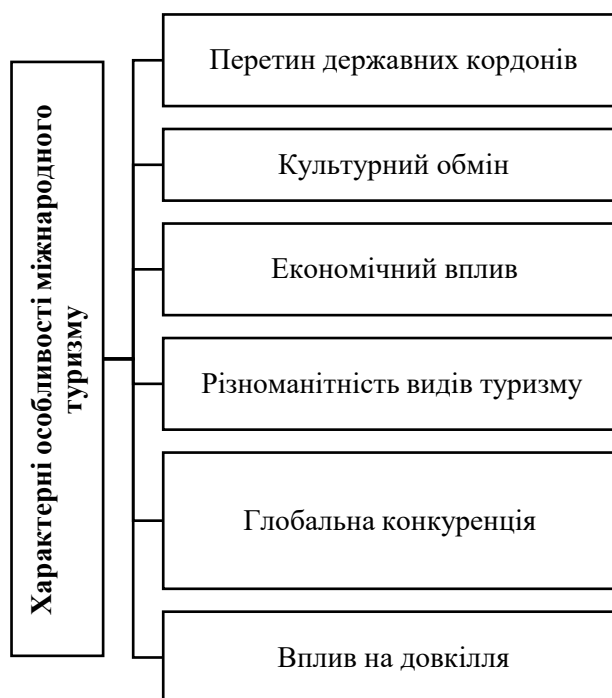 Характерні особливості міжнародного
туризму
Перетин державних кордонів
Культурний обмін
Економічний вплив
Різноманітність видів туризму
Глобальна конкуренція
Вплив на довкілля